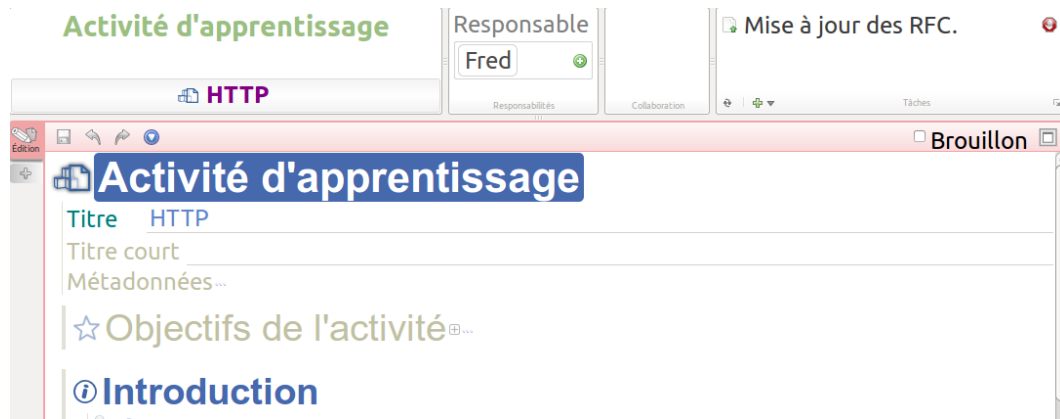 Activité d'apprentissage
HTTP
Responsable
Fred
Responsabilités
Collaboration
Mise à jour des RFC.
Tâches
Édition
Brouillon
Activité d'apprentissage
Titre HTTP
Titre court
Métadonnées...
Objectifs de l'activité...
Introduction